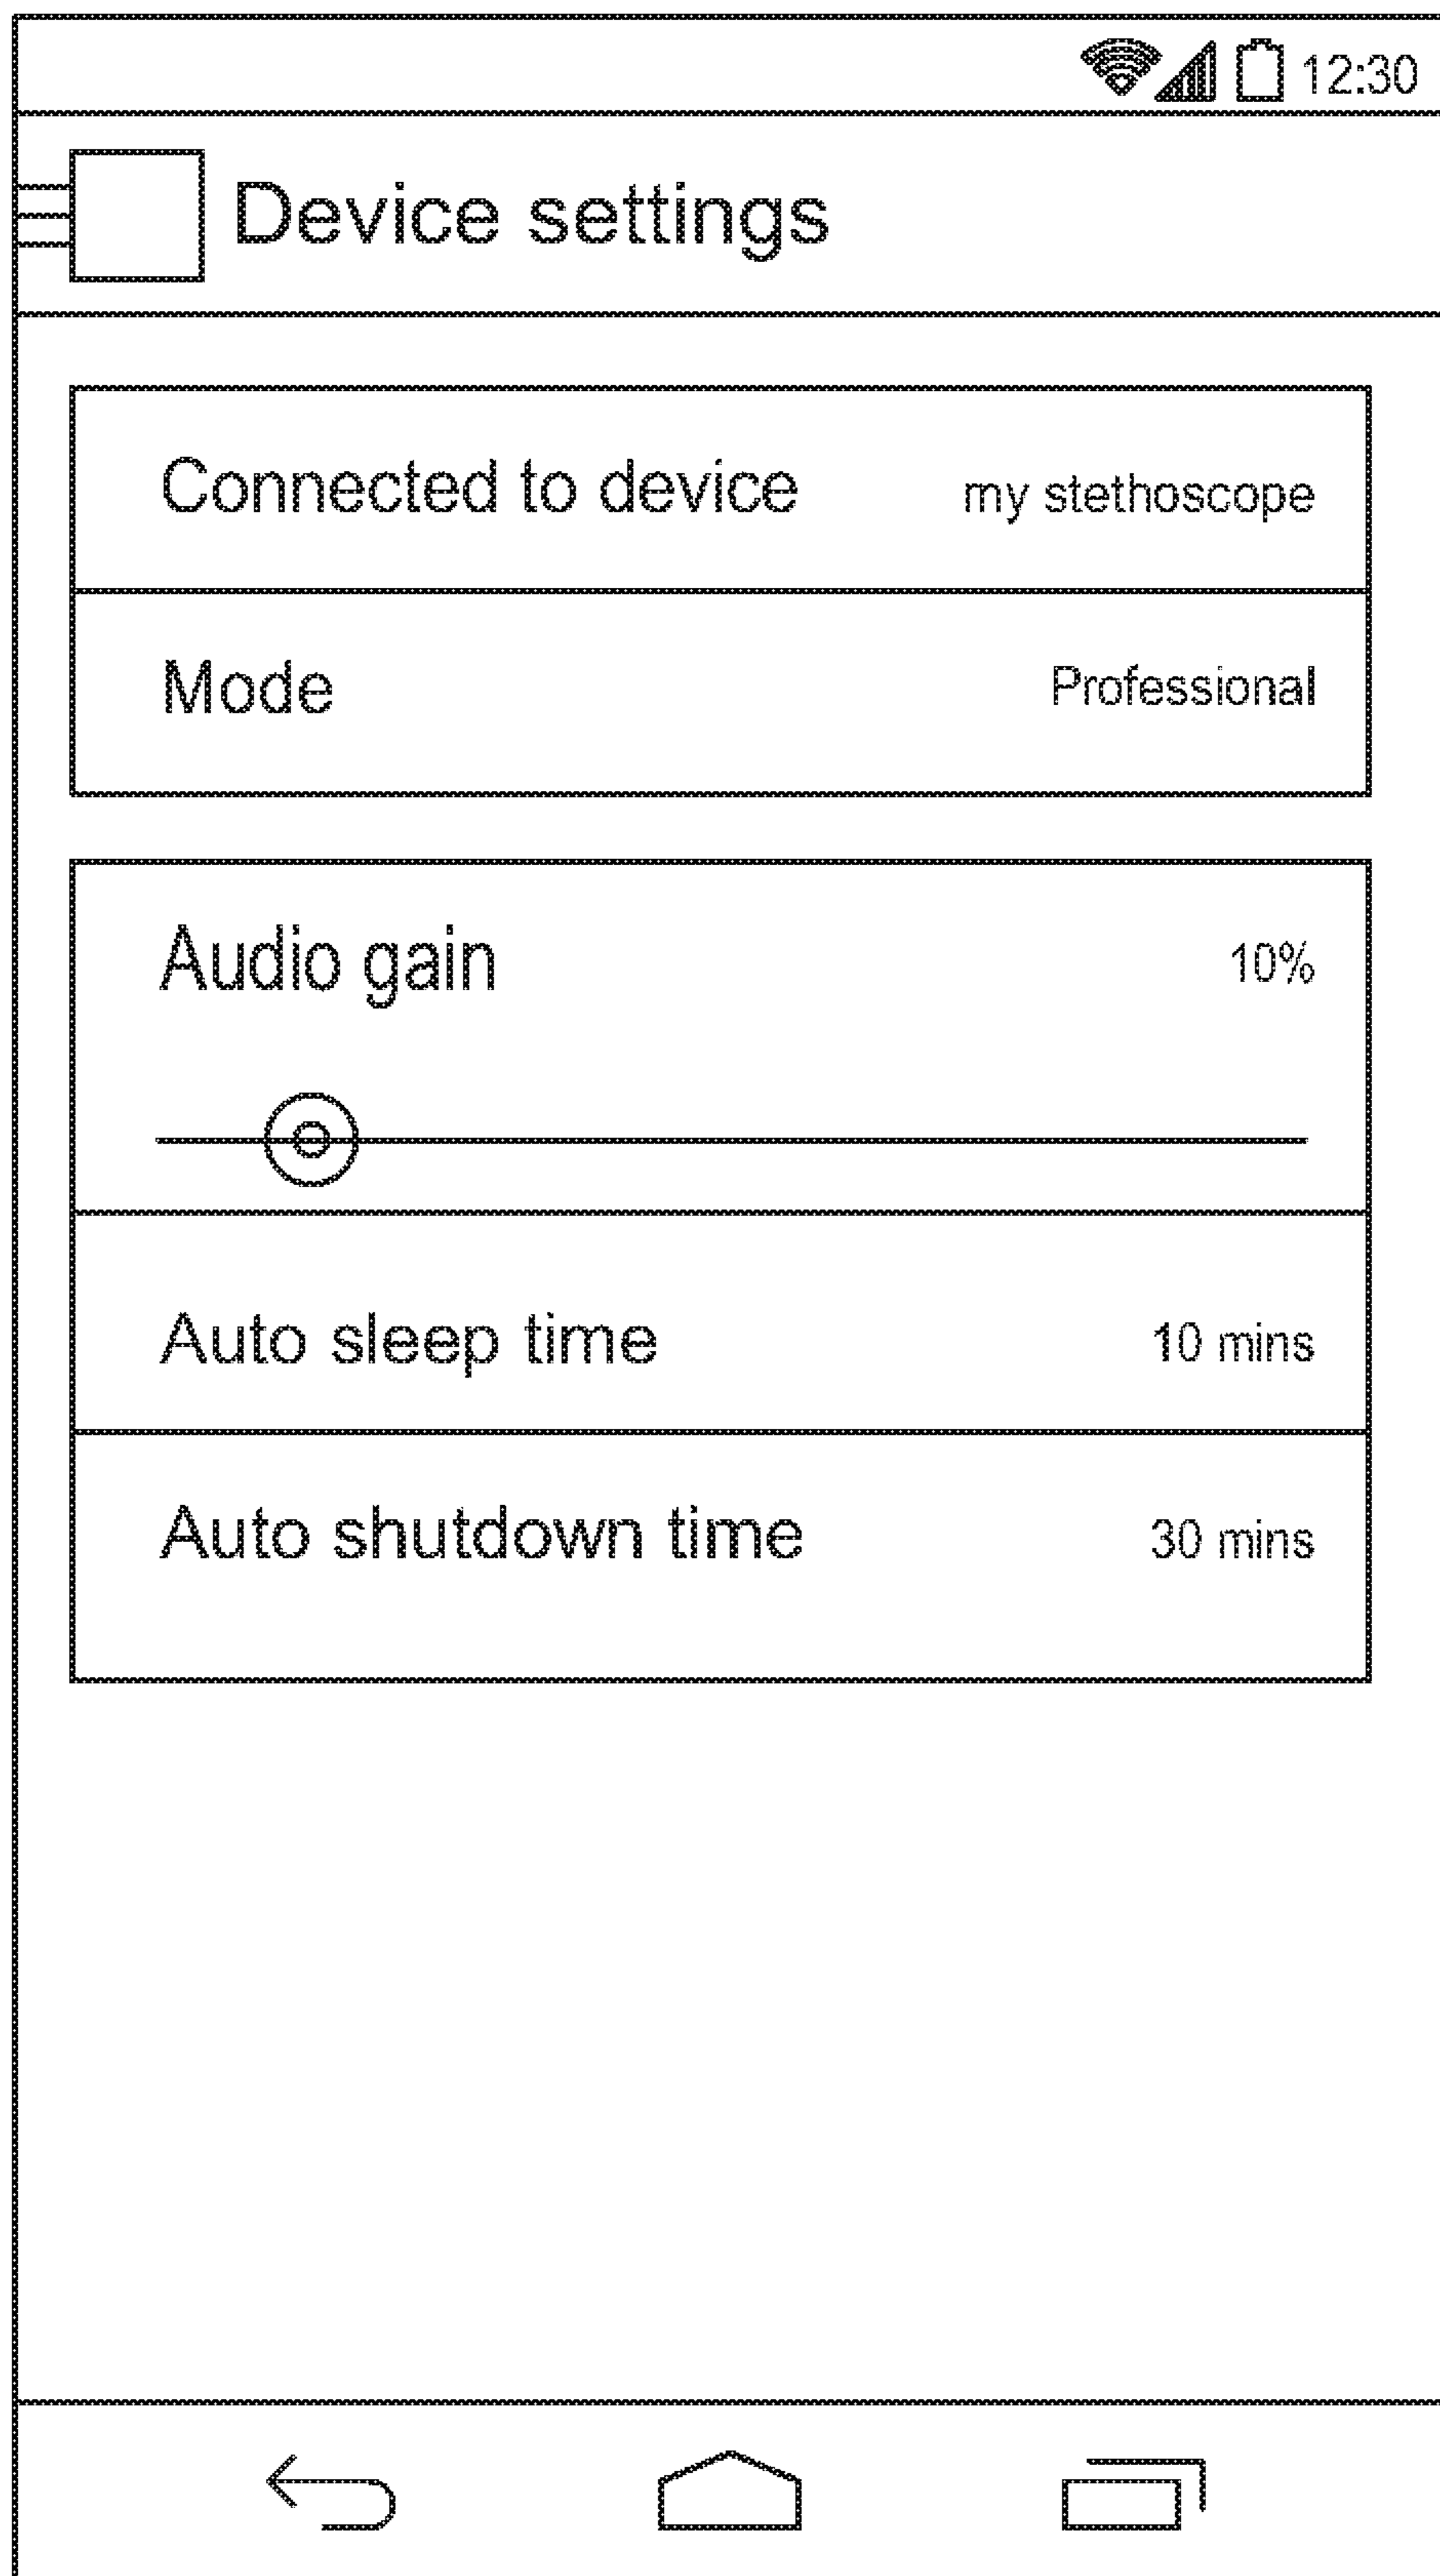 12:30
Device settings
Connected to device my stethoscope
Mode Professional
Audio gain 10%
Auto sleep time 10 mins
Auto shutdown time 30 mins